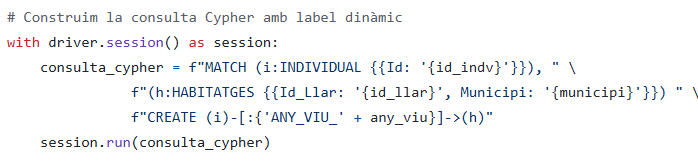 # Construim la consulta Cypher amb label dinàmic
with driver.session() as session:
    consulta_cypher = f"MATCH (i:INDIVIDUAL {{Id: '{id_indv}'}}), " \
            f"(h:HABITATGES {{Id_Llar: '{id_llar}', Municipi: '{municipi}'}}) " \
            f"CREATE (i)-[:{'ANY_VIU_' + any_viu}]->(h)"
    session.run(consulta_cypher)